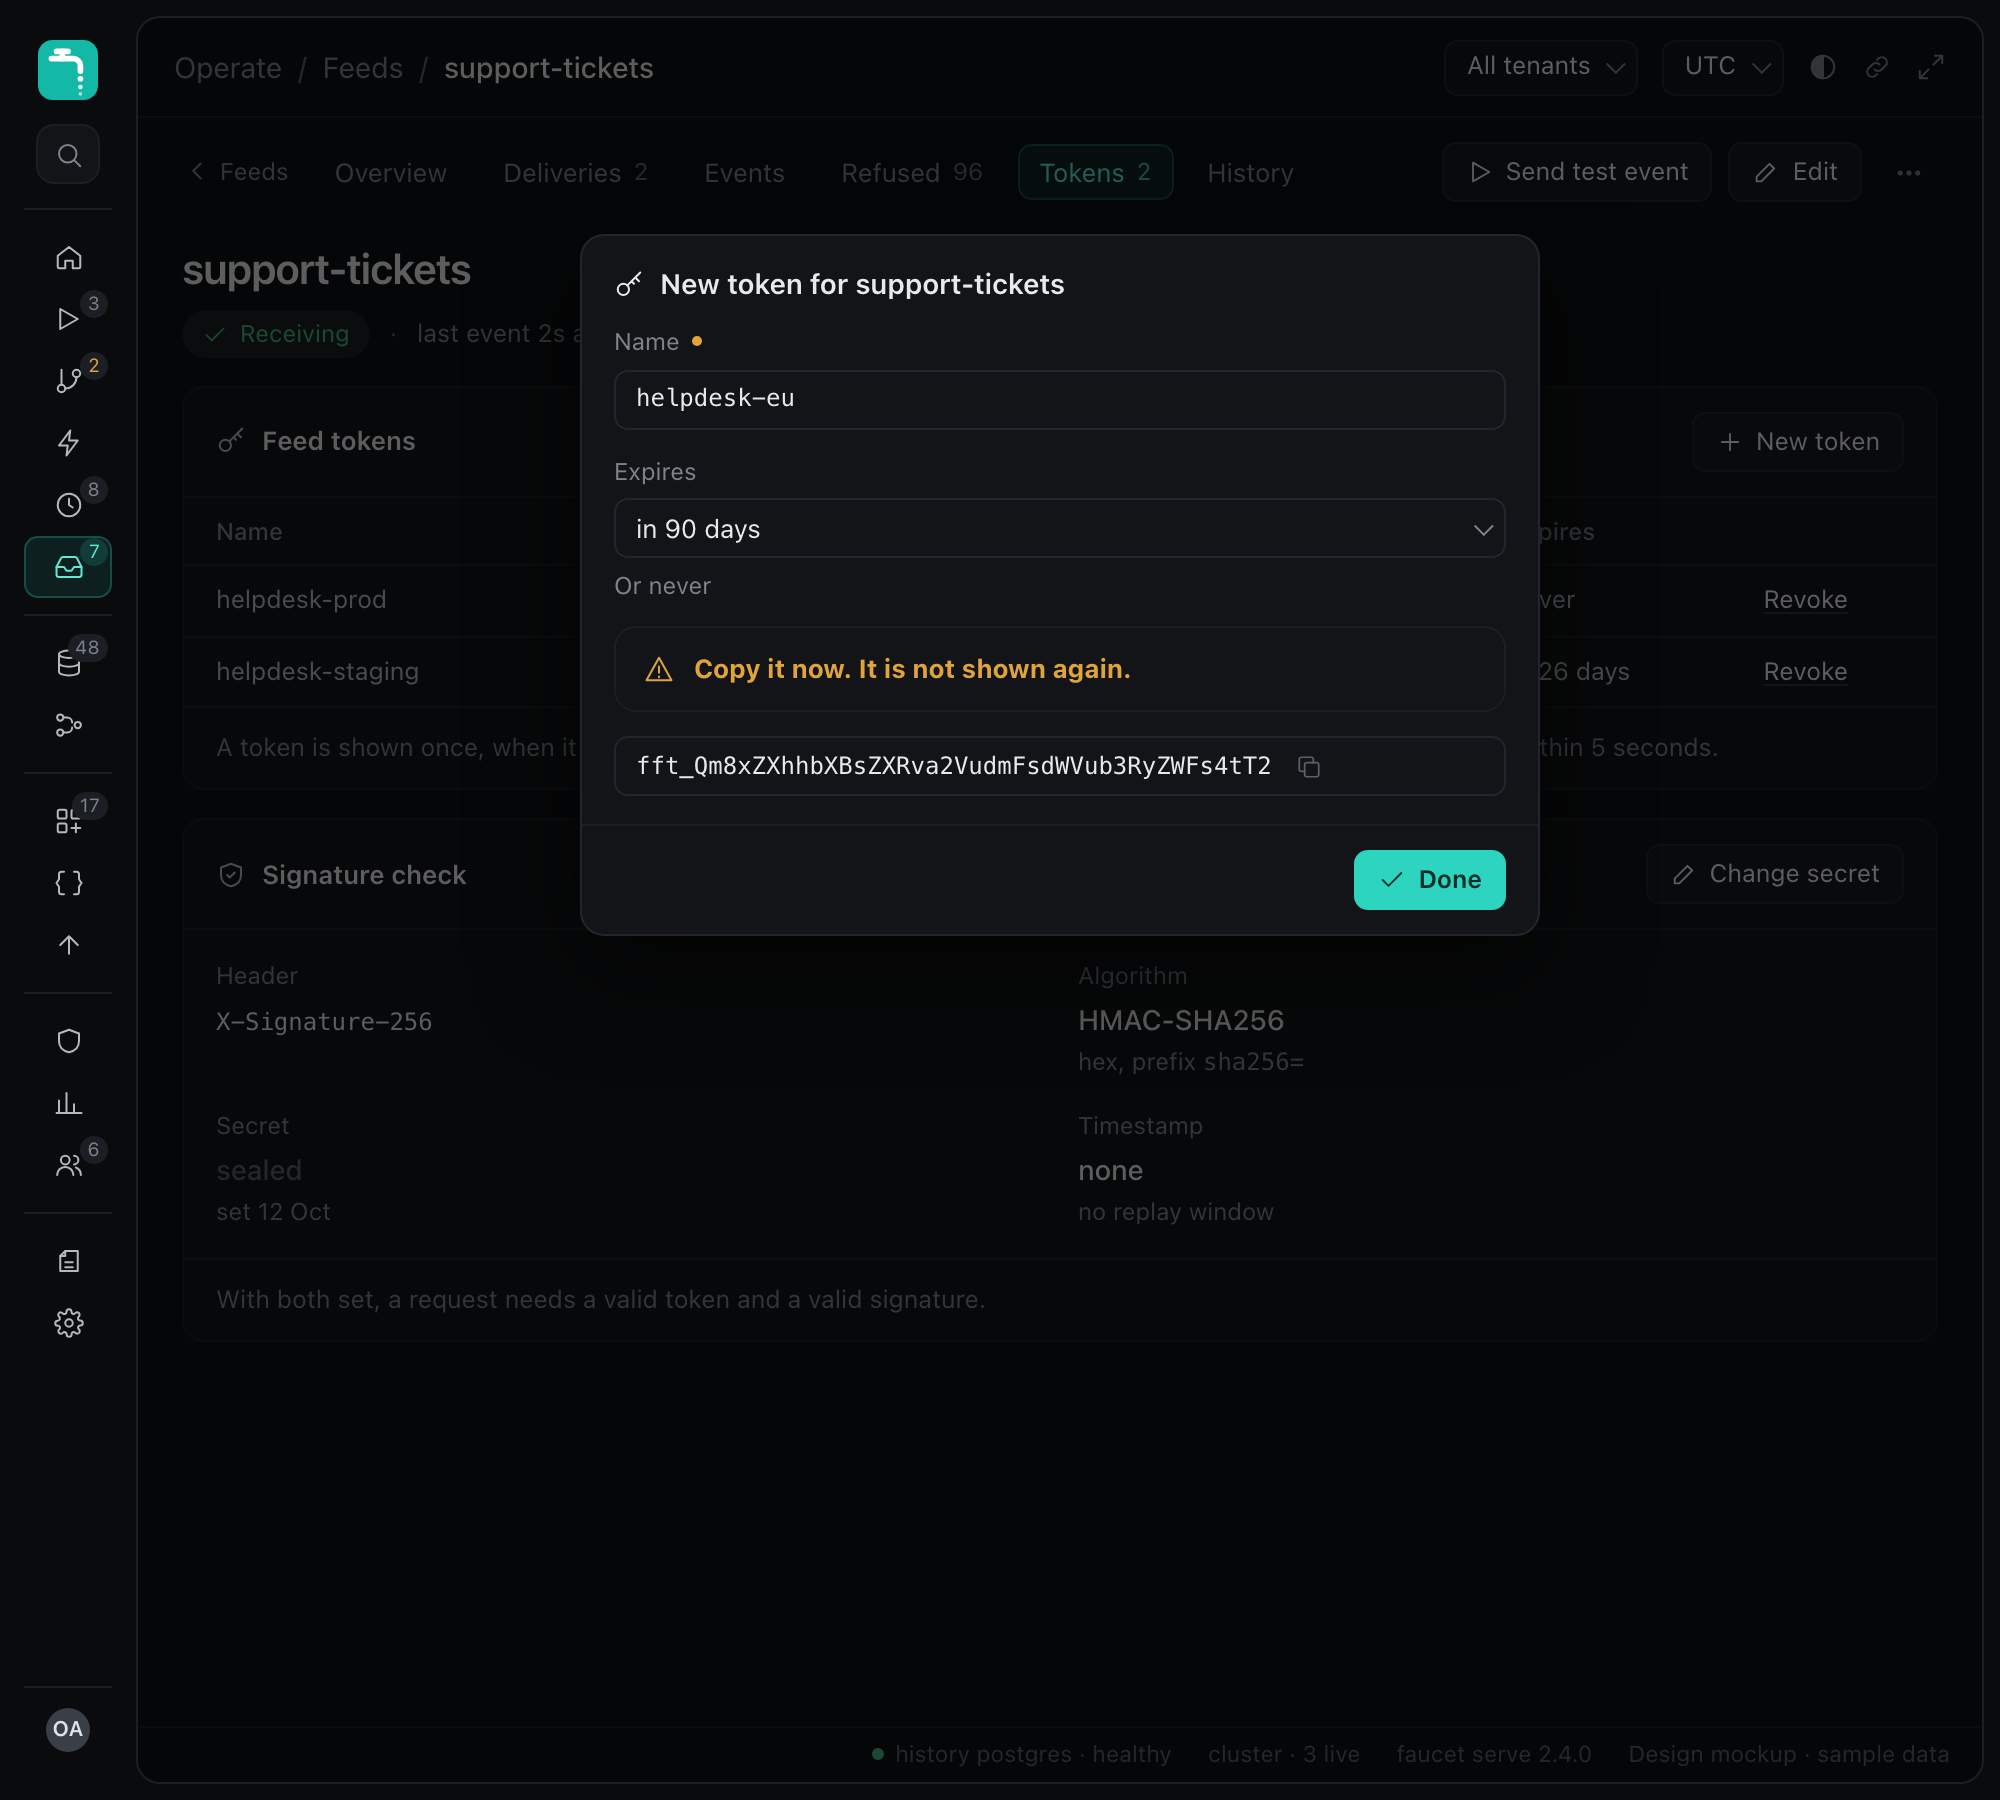 Operate / Feeds / support-tickets
All tenants
UTC
Feeds
Overview
Deliveries 2
Events
Refused 96
Tokens 2
History
Send test event
Edit
3
2
8
7
48
17
6
OA
support-tickets
Receiving · last event 2s a
Feed tokens
New token
Name
pires
helpdesk-prod
ver
Revoke
helpdesk-staging
26 days
Revoke
A token is shown once, when it
thin 5 seconds.
New token for support-tickets
Name
helpdesk-eu
Expires
in 90 days
Or never
Copy it now. It is not shown again.
fft_Qm8xZXhhbXBsZXRva2VudmFsdWVub3RyZWFs4tT2
Done
Signature check
Change secret
Header
X-Signature-256
Algorithm
HMAC-SHA256
hex, prefix sha256=
Secret
sealed
set 12 Oct
Timestamp
none
no replay window
With both set, a request needs a valid token and a valid signature.
history postgres · healthy
cluster · 3 live
faucet serve 2.4.0
Design mockup · sample data